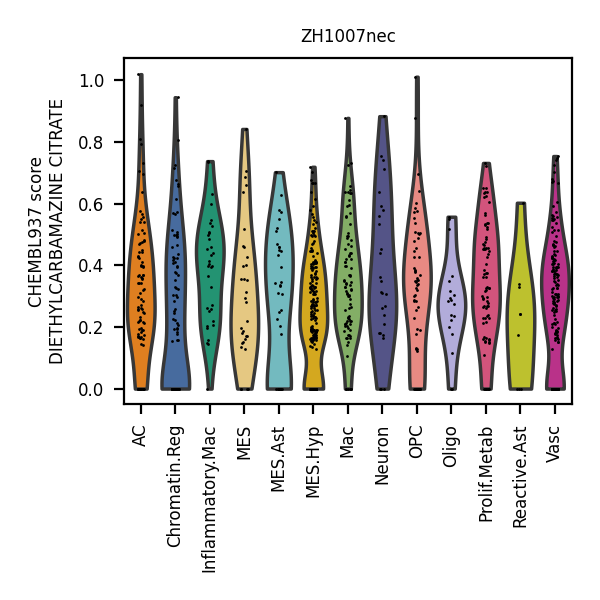 ZH1007nec
CHEMBL937 score
DIETHYLCARBAMAZINE CITRATE
1.0
0.8
0.6
0.4
0.2
0.0
AC
Chromatin.Reg
Inflammatory.Mac
MES
MES.Ast
MES.Hyp
Mac
Neuron
OPC
Oligo
Prolif.Metab
Reactive.Ast
Vasc